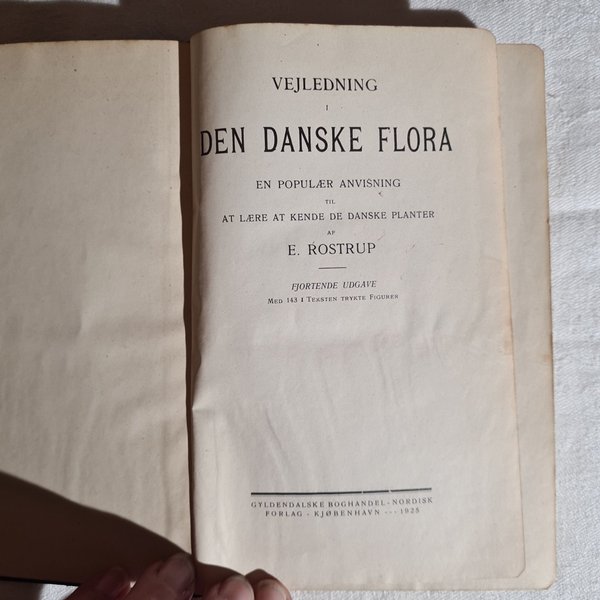 VEJLEDNING
I
DEN DANSKE FLORA
EN POPULÆR ANVISNING
TIL
AT LÆRE AT KENDE DE DANSKE PLANTER
AF
E. ROSTRUP
FJORTENDE UDGAVE
MED 143 I TEKSTEN TRYKTE FIGURER
GYLDENDALSKE BOGHANDEL - NORDISK
FORLAG - KJØBENHAVN --- 1925